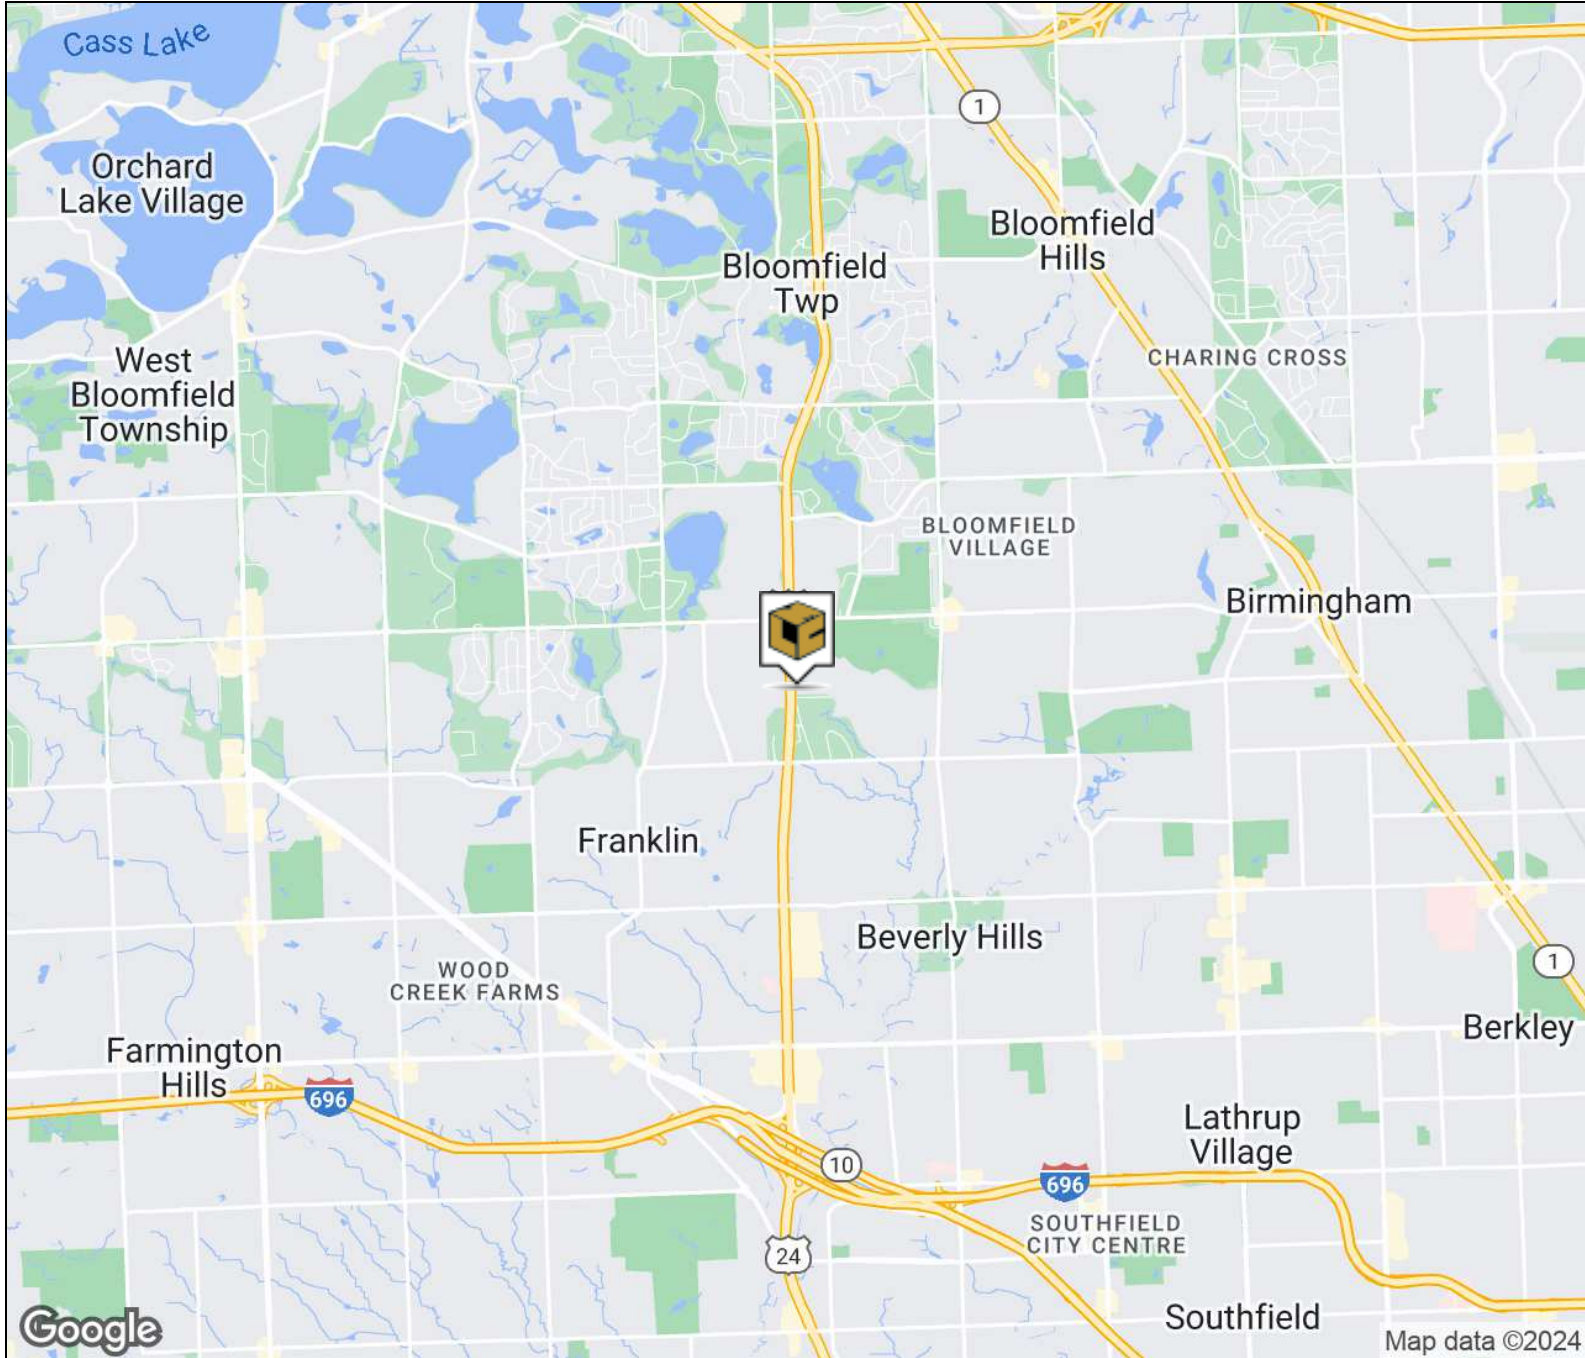 Cass Lake
1
Orchard
Lake Village
Bloomfield
Hills
Bloomfield
Twp
West
Bloomfield
Township
CHARING CROSS
BLOOMFIELD
VILLAGE
Birmingham
Franklin
Beverly Hills
WOOD
CREEK FARMS
1
Berkley
Farmington
Hills
696
Lathrup
Village
10
696
SOUTHFIELD
CITY CENTRE
24
Southfield
Google
Map data ©2024